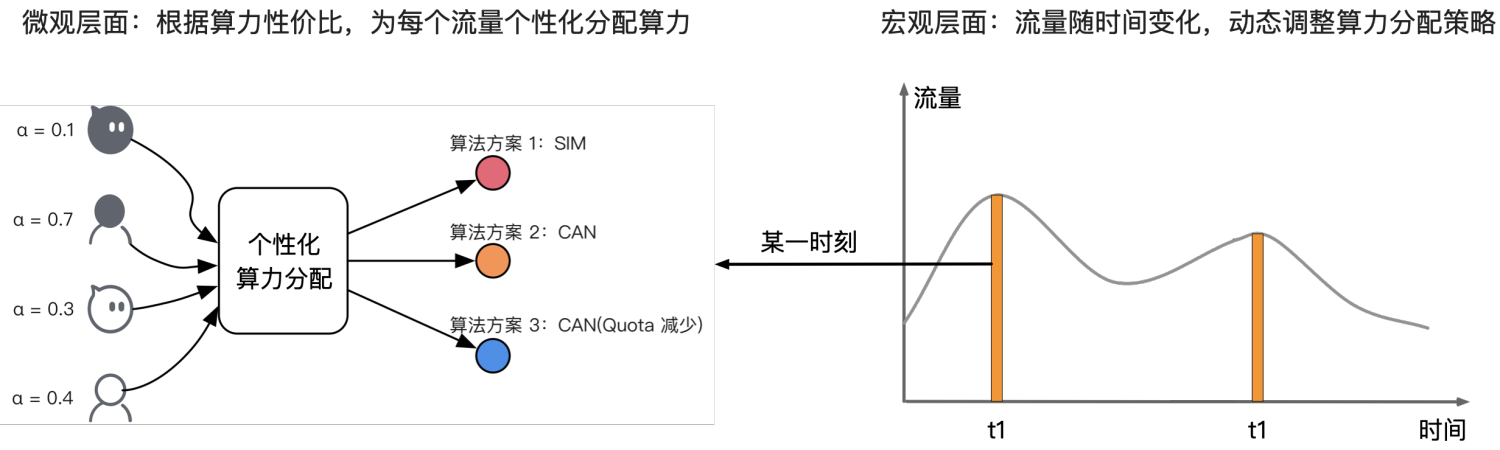 微观层面：根据算力性价比，为每个流量个性化分配算力
宏观层面：流量随时间变化，动态调整算力分配策略
α = 0.1
α = 0.7
α = 0.3
α = 0.4
个性化
算力分配
算法方案 1：SIM
算法方案 2：CAN
算法方案 3：CAN(Quota 减少)
某一时刻
流量
t1
t1
时间